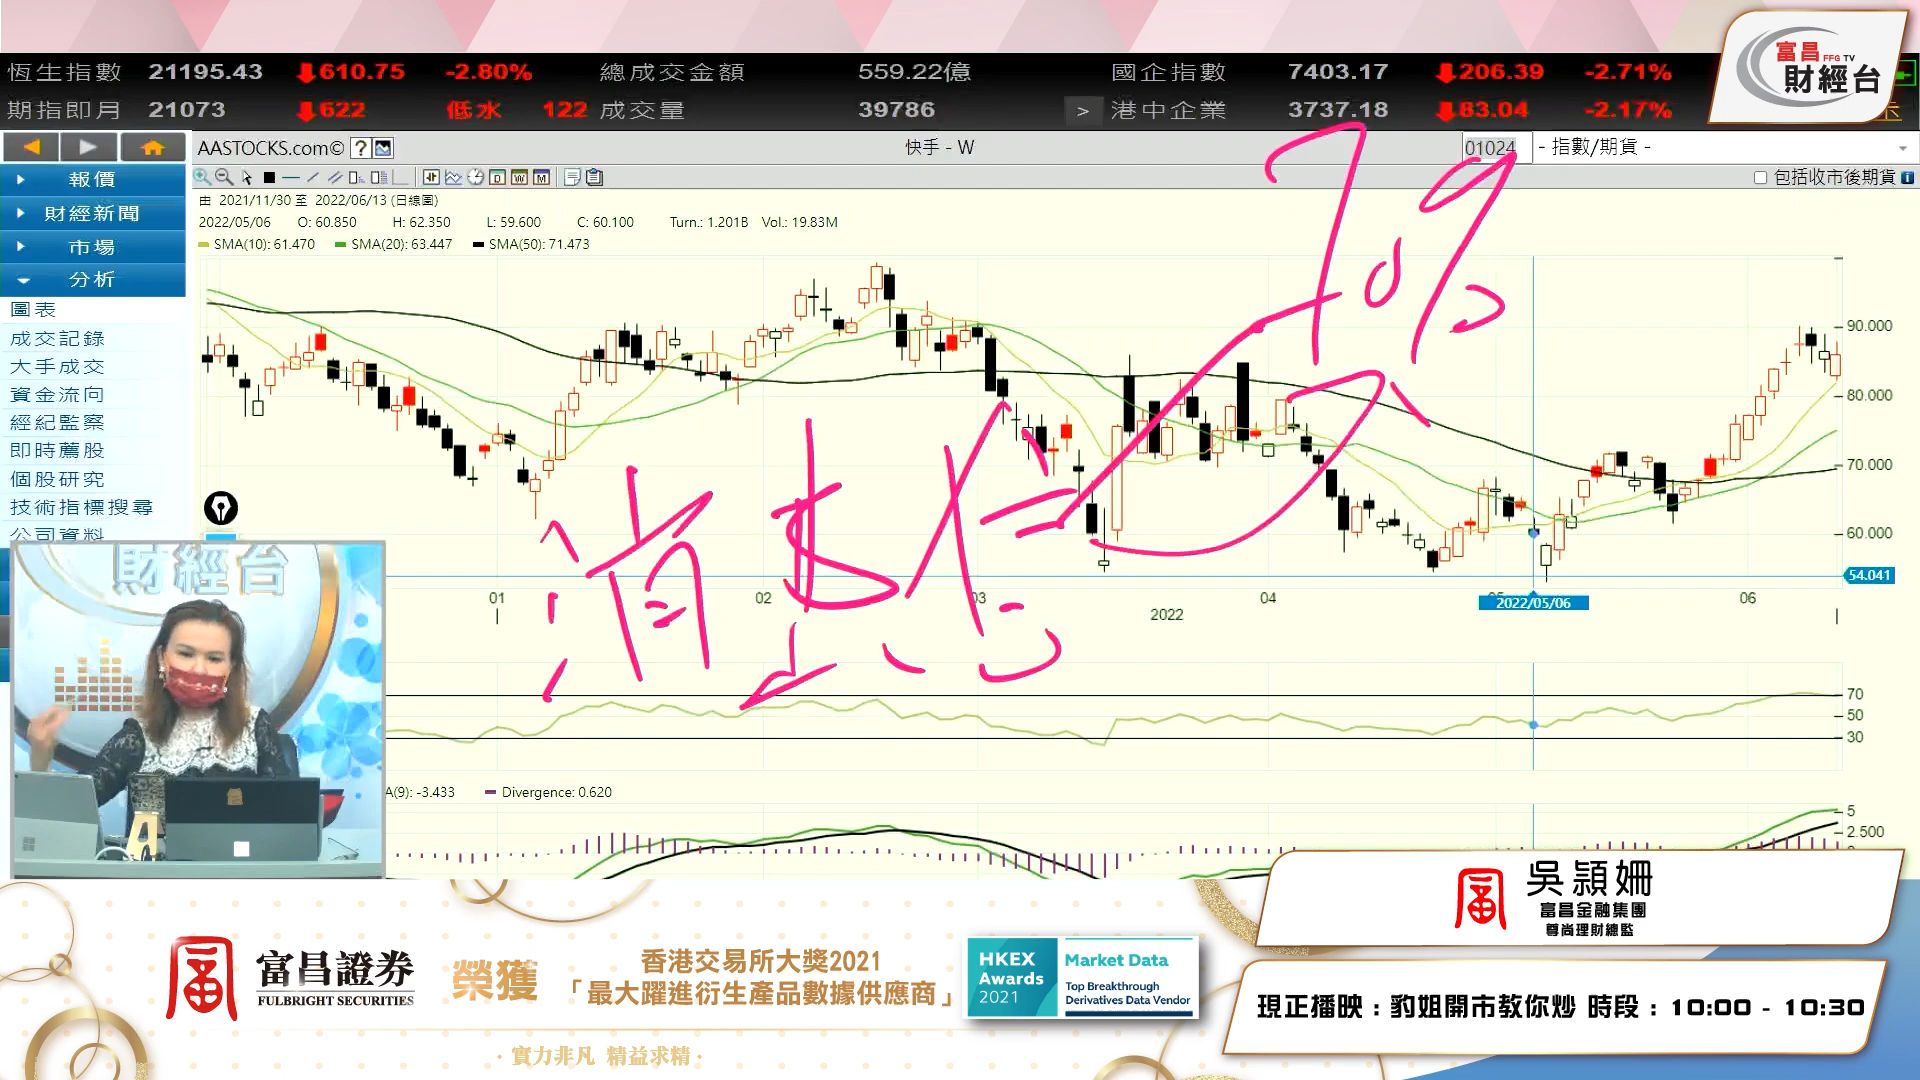 恆生指數 21195.43 610.75 -2.80% 總成交金額 559.22億 國企指數 7403.17 206.39 -2.71%
期指即月 21073 622 低水 122 成交量 39786 > 港中企業 3737.18 83.04 -2.17%
富昌 FFG TV
財經台
AASTOCKS.com© ? 快手 - W 01024 - 指數/期貨 -
包括收市後期貨
報價
財經新聞
市場
分析
圖表
成交記錄
大手成交
資金流向
經紀監察
即時薦股
個股研究
技術指標搜尋
公司資料
由 2021/11/30 至 2022/06/13 (日線圖)
2022/05/06 O: 60.850 H: 62.350 L: 59.600 C: 60.100 Turn.: 1.201B Vol.: 19.83M
SMA(10): 61.470 SMA(20): 63.447 SMA(50): 71.473
90.000
80.000
70.000
60.000
54.041
01 02 03 04 06
2022/05/06
2022
70%
70
50
30
A(9): -3.433 Divergence: 0.620
5
2.500
財經台
吳穎姍
富昌金融集團
尊尚理財總監
富昌證券
FULBRIGHT SECURITIES
榮獲
香港交易所大獎2021
「最大躍進衍生產品數據供應商」
HKEX
Awards
2021
Market Data
Top Breakthrough
Derivatives Data Vendor
· 實力非凡 精益求精 ·
現正播映：豹姐開市教你炒 時段：10:00 - 10:30